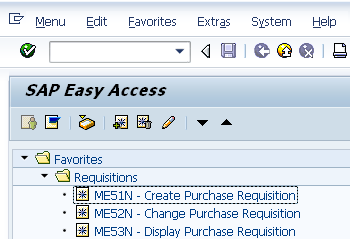 Menu Edit Favorites Extras System Help
SAP Easy Access
Favorites
Requisitions
ME51N - Create Purchase Requisition
ME52N - Change Purchase Requisition
ME53N - Display Purchase Requisition